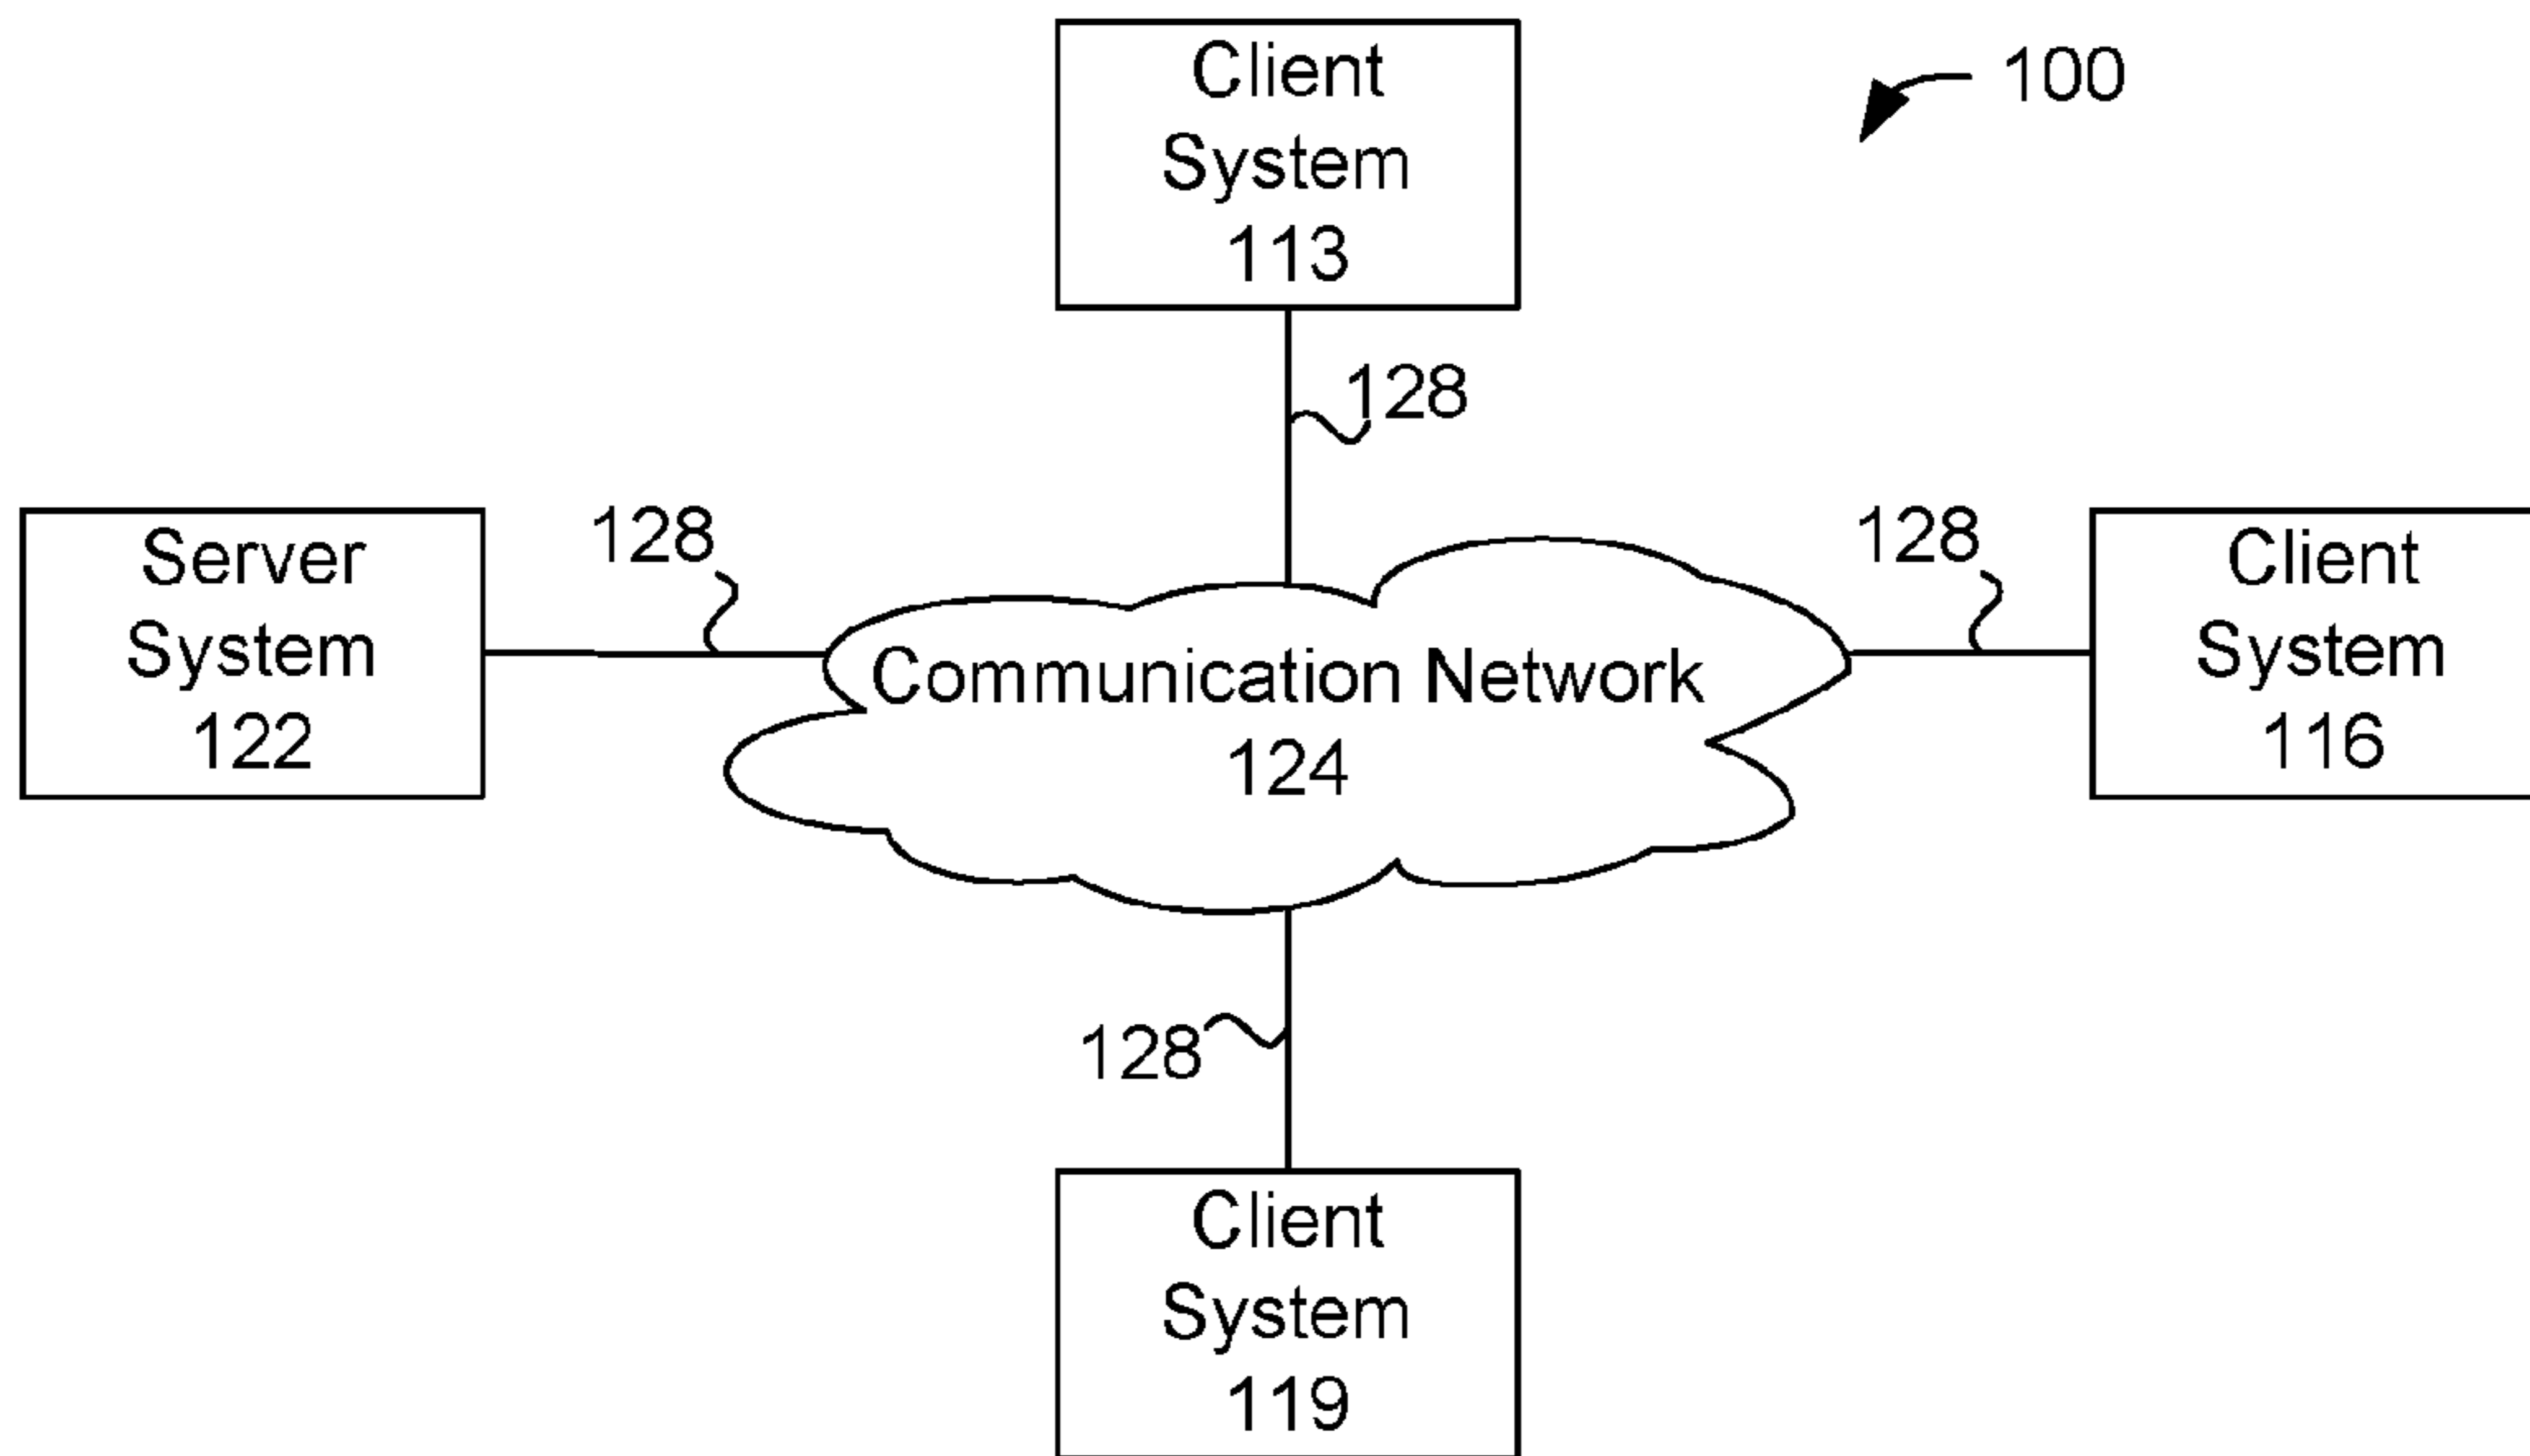 Client
System
113
100
128
Server
System
122
128
128
Client
System
116
Communication Network
124
128
Client
System
119